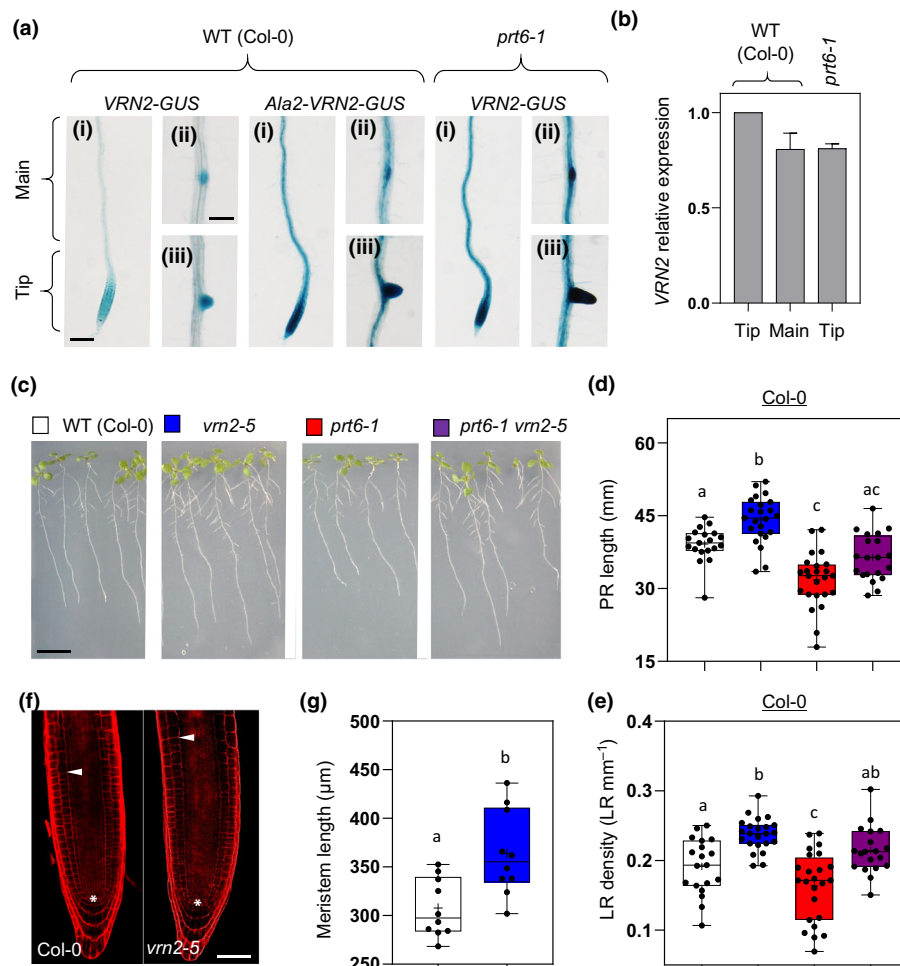 (a)
WT (Col-0)
prt6-1
VRN2-GUS
Ala2-VRN2-GUS
VRN2-GUS
(i)
(ii)
(iii)
(i)
(ii)
(iii)
(i)
(ii)
(iii)
Main
Tip
(b)
WT
(Col-0)
prt6-1
VRN2 relative expression
1.0
0.5
0.0
Tip
Main
Tip
(c)
WT (Col-0)
vrn2-5
prt6-1
prt6-1 vrn2-5
(d)
Col-0
PR length (mm)
60
45
30
15
a
b
c
ac
(f)
Col-0
*
vrn2-5
*
(g)
Meristem length (µm)
500
450
400
350
300
250
a
b
(e)
Col-0
LR density (LR mm⁻¹)
0.4
0.3
0.2
0.1
a
b
c
ab